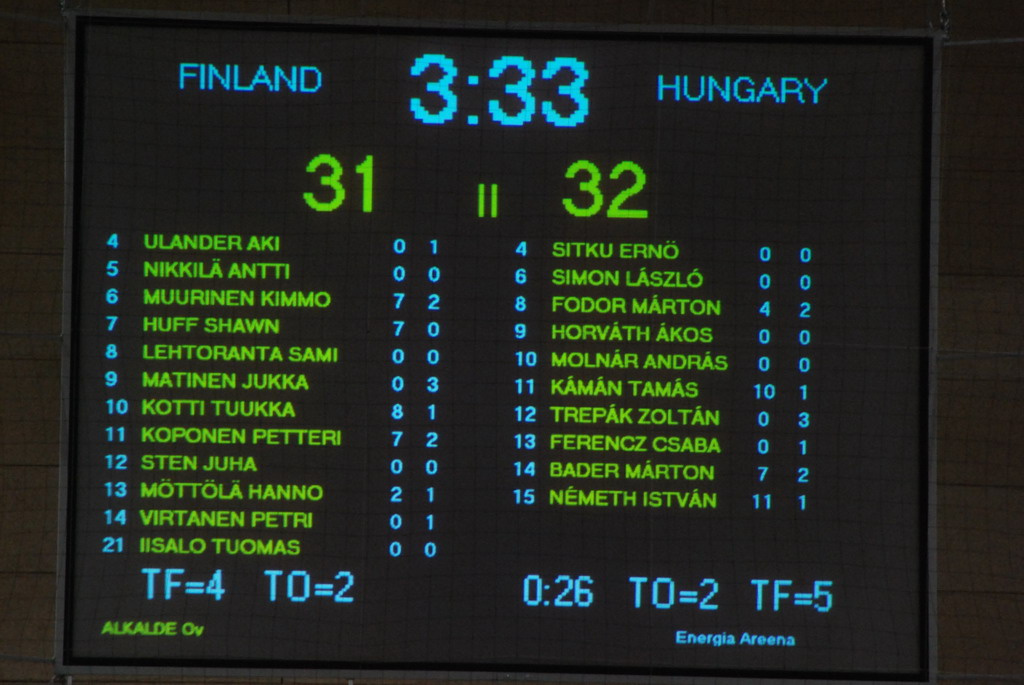 FINLAND 3:33 HUNGARY
31 II 32
4 ULANDER AKI 0 1
5 NIKKILÄ ANTTI 0 0
6 MUURINEN KIMMO 7 2
7 HUFF SHAWN 7 0
8 LEHTORANTA SAMI 0 0
9 MATINEN JUKKA 0 3
10 KOTTI TUUKKA 8 1
11 KOPONEN PETTERI 7 2
12 STEN JUHA 0 0
13 MÖTTÖLÄ HANNO 2 1
14 VIRTANEN PETRI 0 1
21 IISALO TUOMAS 0 0
4 SITKU ERNÖ 0 0
6 SIMON LÁSZLÓ 0 0
8 FODOR MÁRTON 4 2
9 HORVÁTH ÁKOS 0 0
10 MOLNÁR ANDRÁS 0 0
11 KÁMÁN TAMÁS 10 1
12 TREPÁK ZOLTÁN 0 3
13 FERENCZ CSABA 0 1
14 BADER MÁRTON 7 2
15 NÉMETH ISTVÁN 11 1
TF=4 TO=2 0:26 TO=2 TF=5
ALKALDE Oy Energia Areena